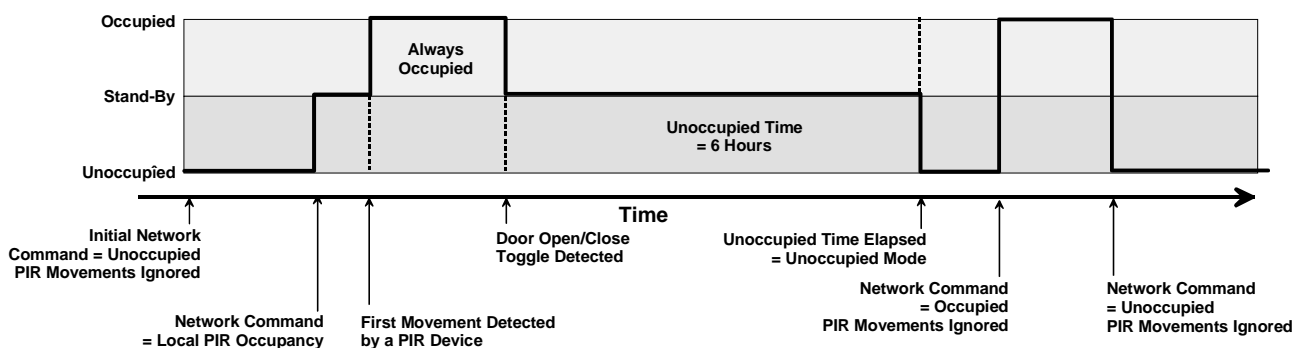 Occupied
Always
Occupied
Stand-By
Unoccupied Time
= 6 Hours
Unoccupied
Time
Initial Network
Command = Unoccupied
PIR Movements Ignored
Door Open/Close
Toggle Detected
Unoccupied Time Elapsed
= Unoccupied Mode
Network Command
= Local PIR Occupancy
First Movement Detected
by a PIR Device
Network Command
= Occupied
PIR Movements Ignored
Network Command
= Unoccupied
PIR Movements Ignored